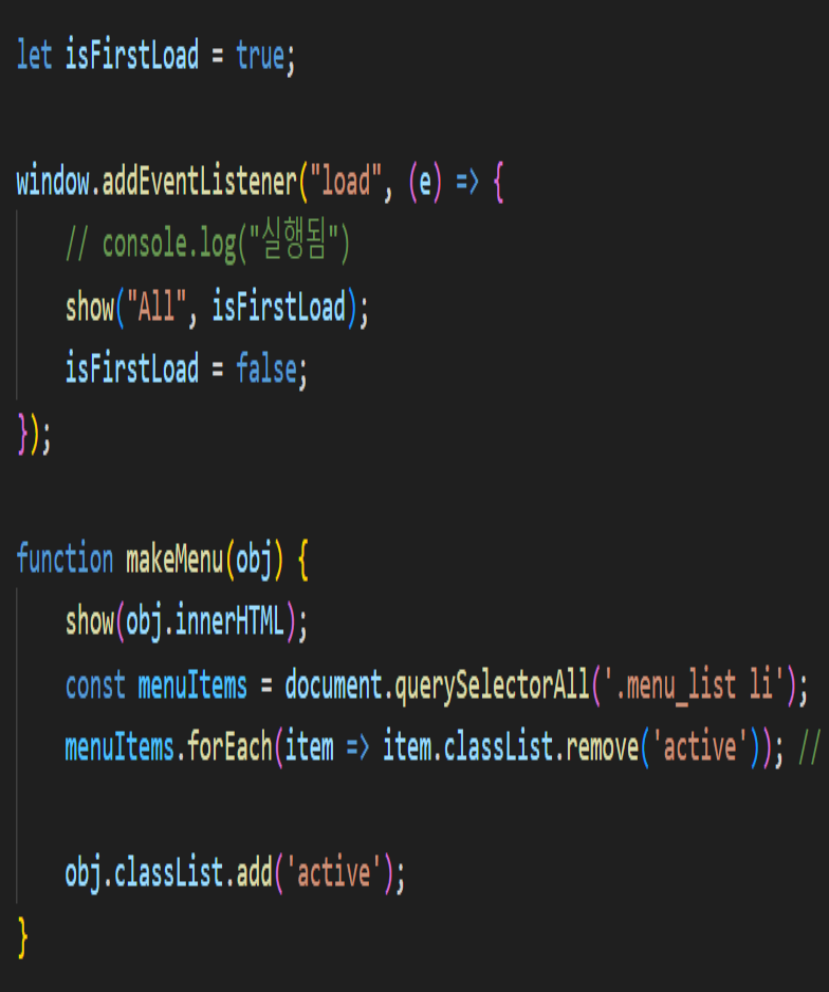 let isFirstLoad = true;
window.addEventListener("load", (e) => {
// console.log("실행됨")
show("All", isFirstLoad);
isFirstLoad = false;
});
function makeMenu(obj) {
show(obj.innerHTML);
const menuItems = document.querySelectorAll('.menu_list li');
menuItems.forEach(item => item.classList.remove('active')); //
obj.classList.add('active');
}